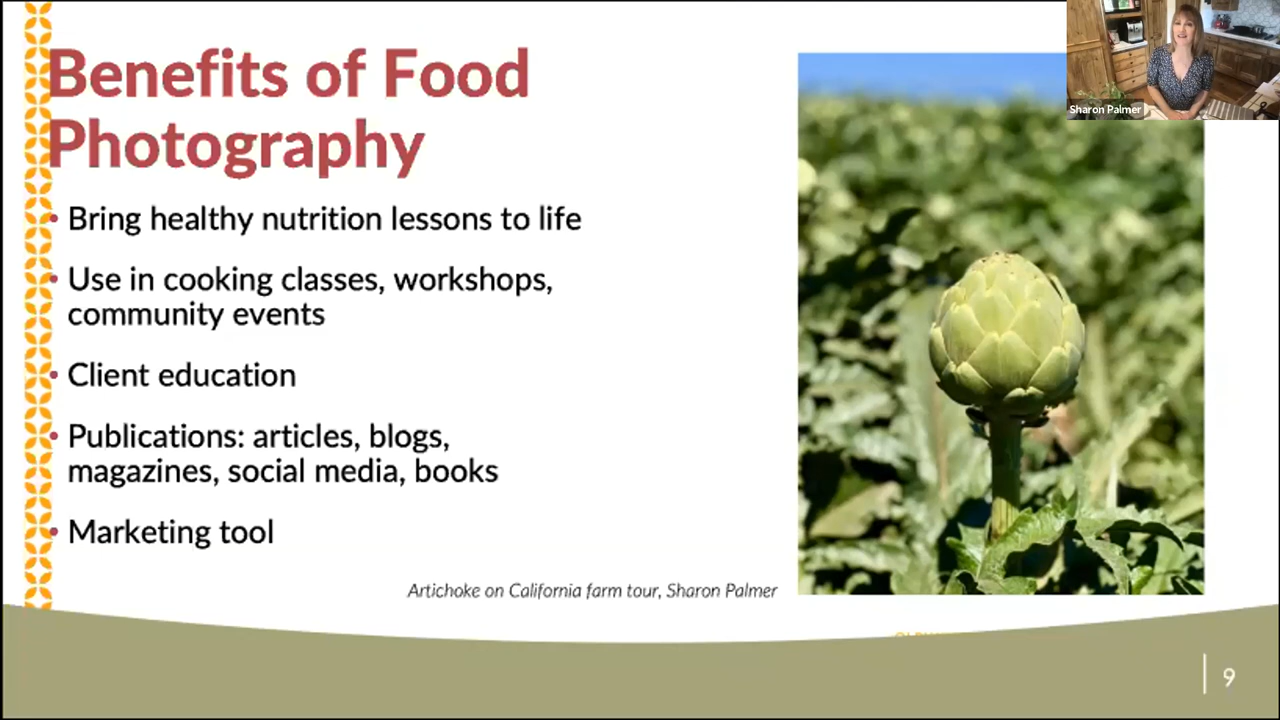 Benefits of Food
Photography
• Bring healthy nutrition lessons to life
• Use in cooking classes, workshops,
community events
• Client education
• Publications: articles, blogs,
magazines, social media, books
• Marketing tool
Artichoke on California farm tour, Sharon Palmer
Sharon Palmer
9